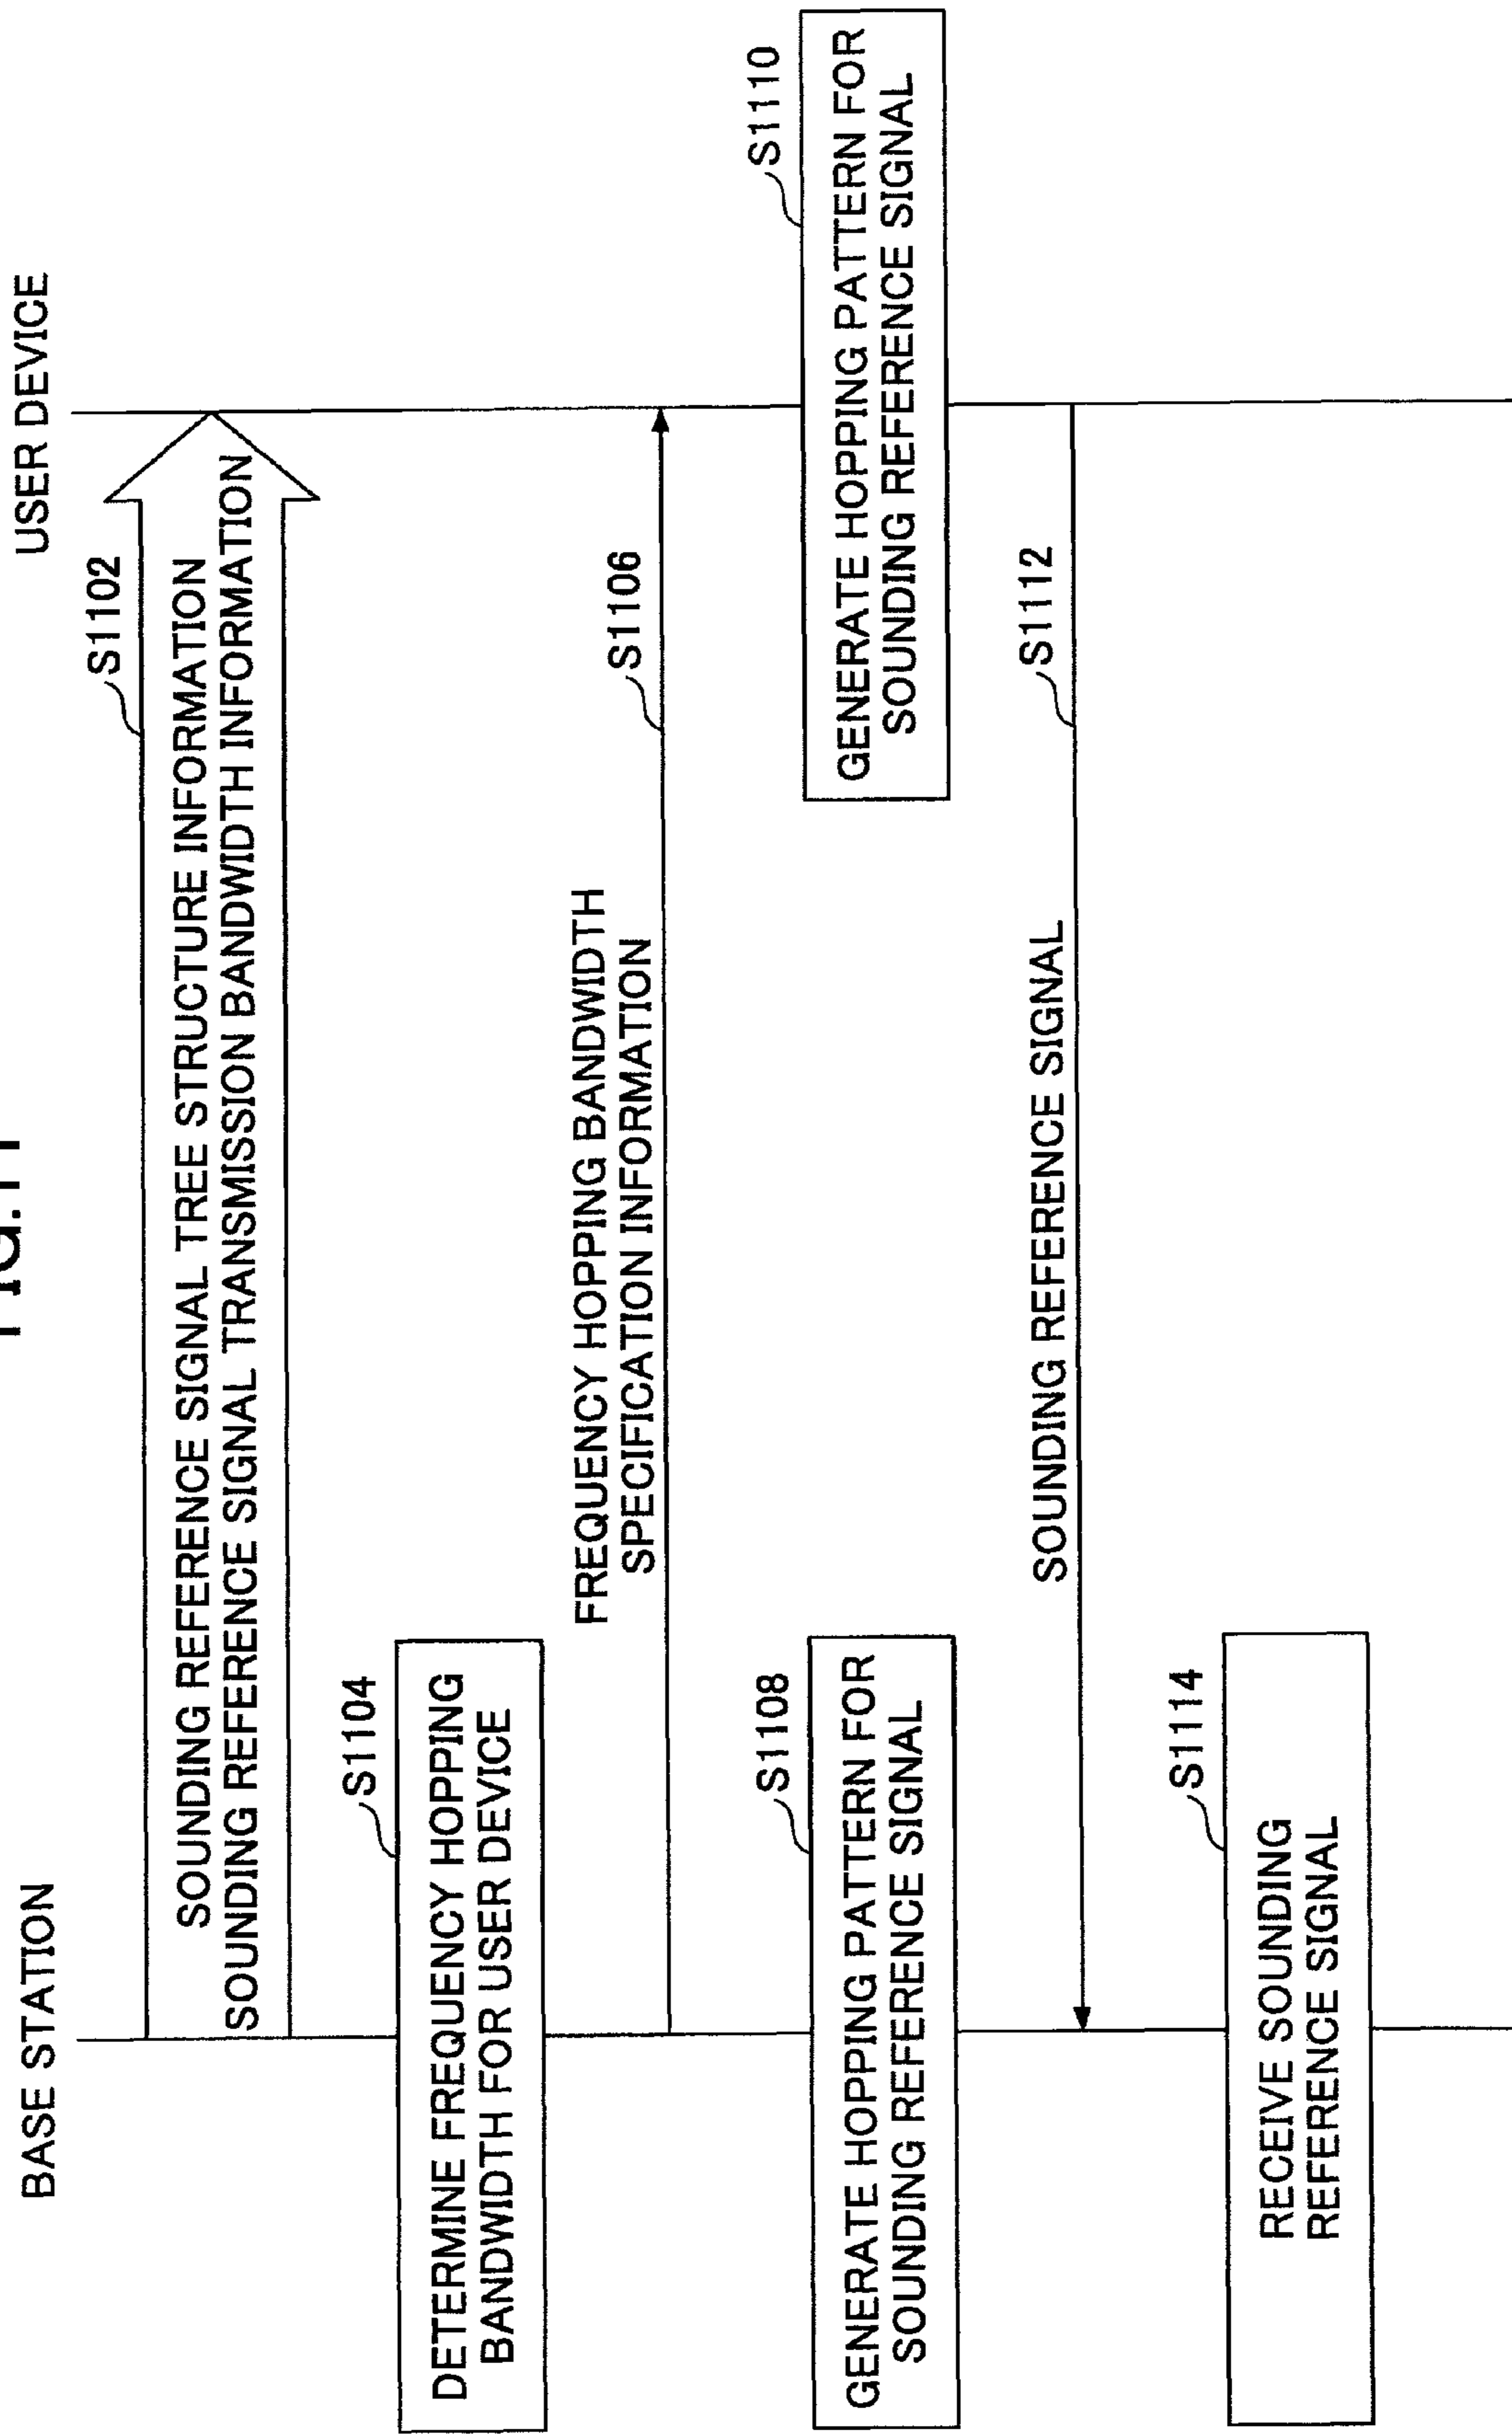 FIG.11
BASE STATION
USER DEVICE
S1102
SOUNDING REFERENCE SIGNAL TREE STRUCTURE INFORMATION
SOUNDING REFERENCE SIGNAL TRANSMISSION BANDWIDTH INFORMATION
S1104
DETERMINE FREQUENCY HOPPING
BANDWIDTH FOR USER DEVICE
FREQUENCY HOPPING BANDWIDTH
SPECIFICATION INFORMATION
S1106
S1108
GENERATE HOPPING PATTERN FOR
SOUNDING REFERENCE SIGNAL
S1110
GENERATE HOPPING PATTERN FOR
SOUNDING REFERENCE SIGNAL
SOUNDING REFERENCE SIGNAL
S1112
S1114
RECEIVE SOUNDING
REFERENCE SIGNAL